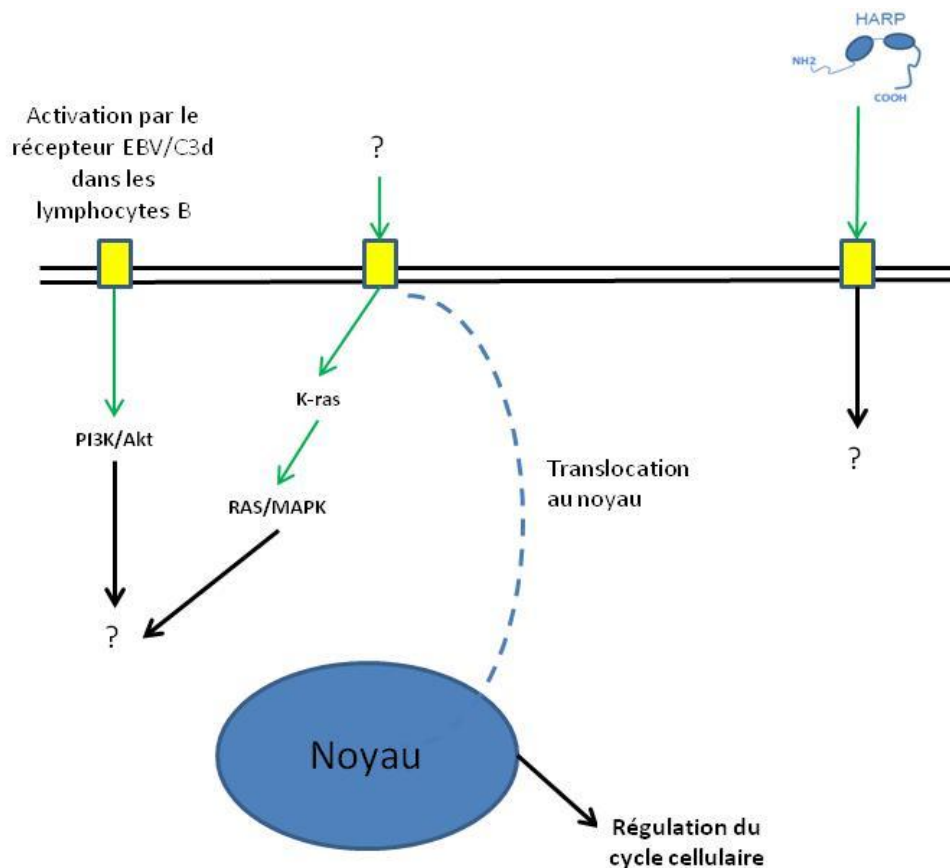 HARP
NH2
COOH
Activation par le
récepteur EBV/C3d
dans les
lymphocytes B
?
K-ras
PI3K/Akt
RAS/MAPK
Translocation
au noyau
?
?
Noyau
Régulation du
cycle cellulaire